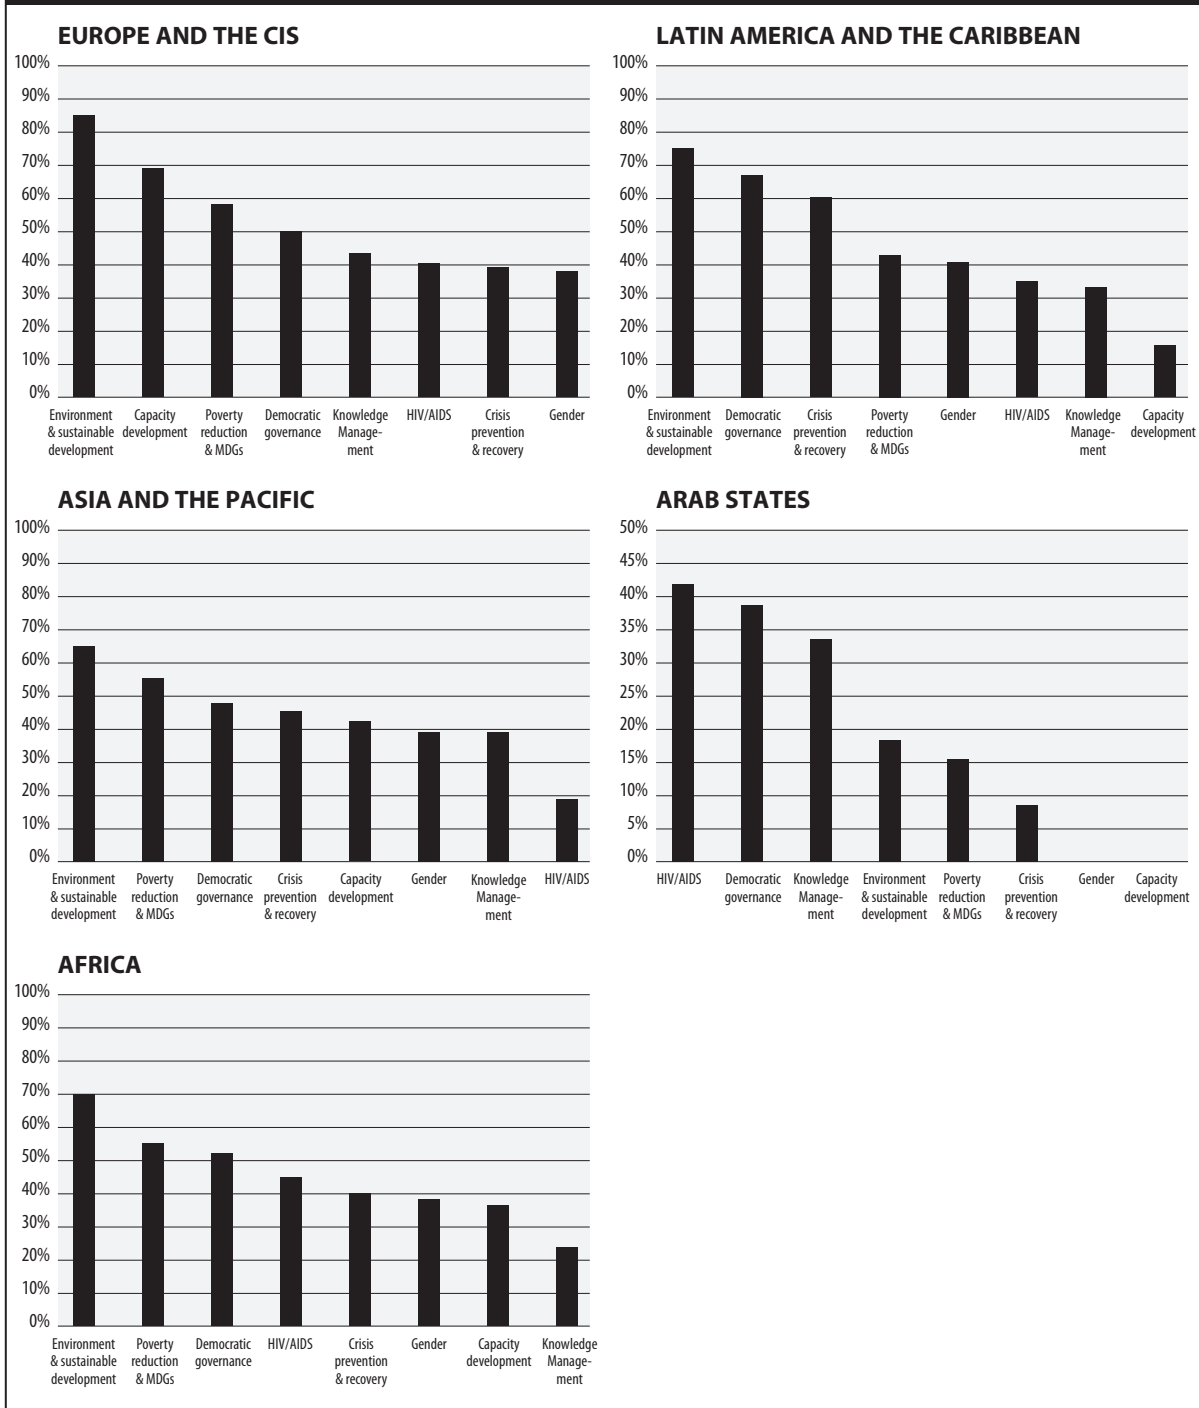 EUROPE AND THE CIS
100%
90%
80%
70%
60%
50%
40%
30%
20%
10%
0%
Environment
& sustainable
development
Capacity
development
Poverty
reduction
& MDGs
Democratic
governance
Knowledge
Manage-
ment
HIV/AIDS
Crisis
prevention
& recovery
Gender
LATIN AMERICA AND THE CARIBBEAN
100%
90%
80%
70%
60%
50%
40%
30%
20%
10%
0%
Environment
& sustainable
development
Democratic
governance
Crisis
prevention
& recovery
Poverty
reduction
& MDGs
Gender
HIV/AIDS
Knowledge
Manage-
ment
Capacity
development
ASIA AND THE PACIFIC
100%
90%
80%
70%
60%
50%
40%
30%
20%
10%
0%
Environment
& sustainable
development
Poverty
reduction
& MDGs
Democratic
governance
Crisis
prevention
& recovery
Capacity
development
Gender
Knowledge
Manage-
ment
HIV/AIDS
ARAB STATES
50%
45%
40%
35%
30%
25%
20%
15%
10%
5%
0%
HIV/AIDS
Democratic
governance
Knowledge
Manage-
ment
Environment
& sustainable
development
Poverty
reduction
& MDGs
Crisis
prevention
& recovery
Gender
Capacity
development
AFRICA
100%
90%
80%
70%
60%
50%
40%
30%
20%
10%
0%
Environment
& sustainable
development
Poverty
reduction
& MDGs
Democratic
governance
HIV/AIDS
Crisis
prevention
& recovery
Gender
Capacity
development
Knowledge
Manage-
ment